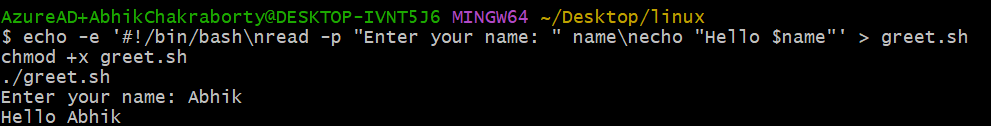 AzureAD+AbhikChakraborty@DESKTOP-IVNT5J6 MINGW64 ~/Desktop/linux
$ echo -e '#!/bin/bash\nread -p "Enter your name: " name\necho "Hello $name"' > greet.sh
chmod +x greet.sh
./greet.sh
Enter your name: Abhik
Hello Abhik